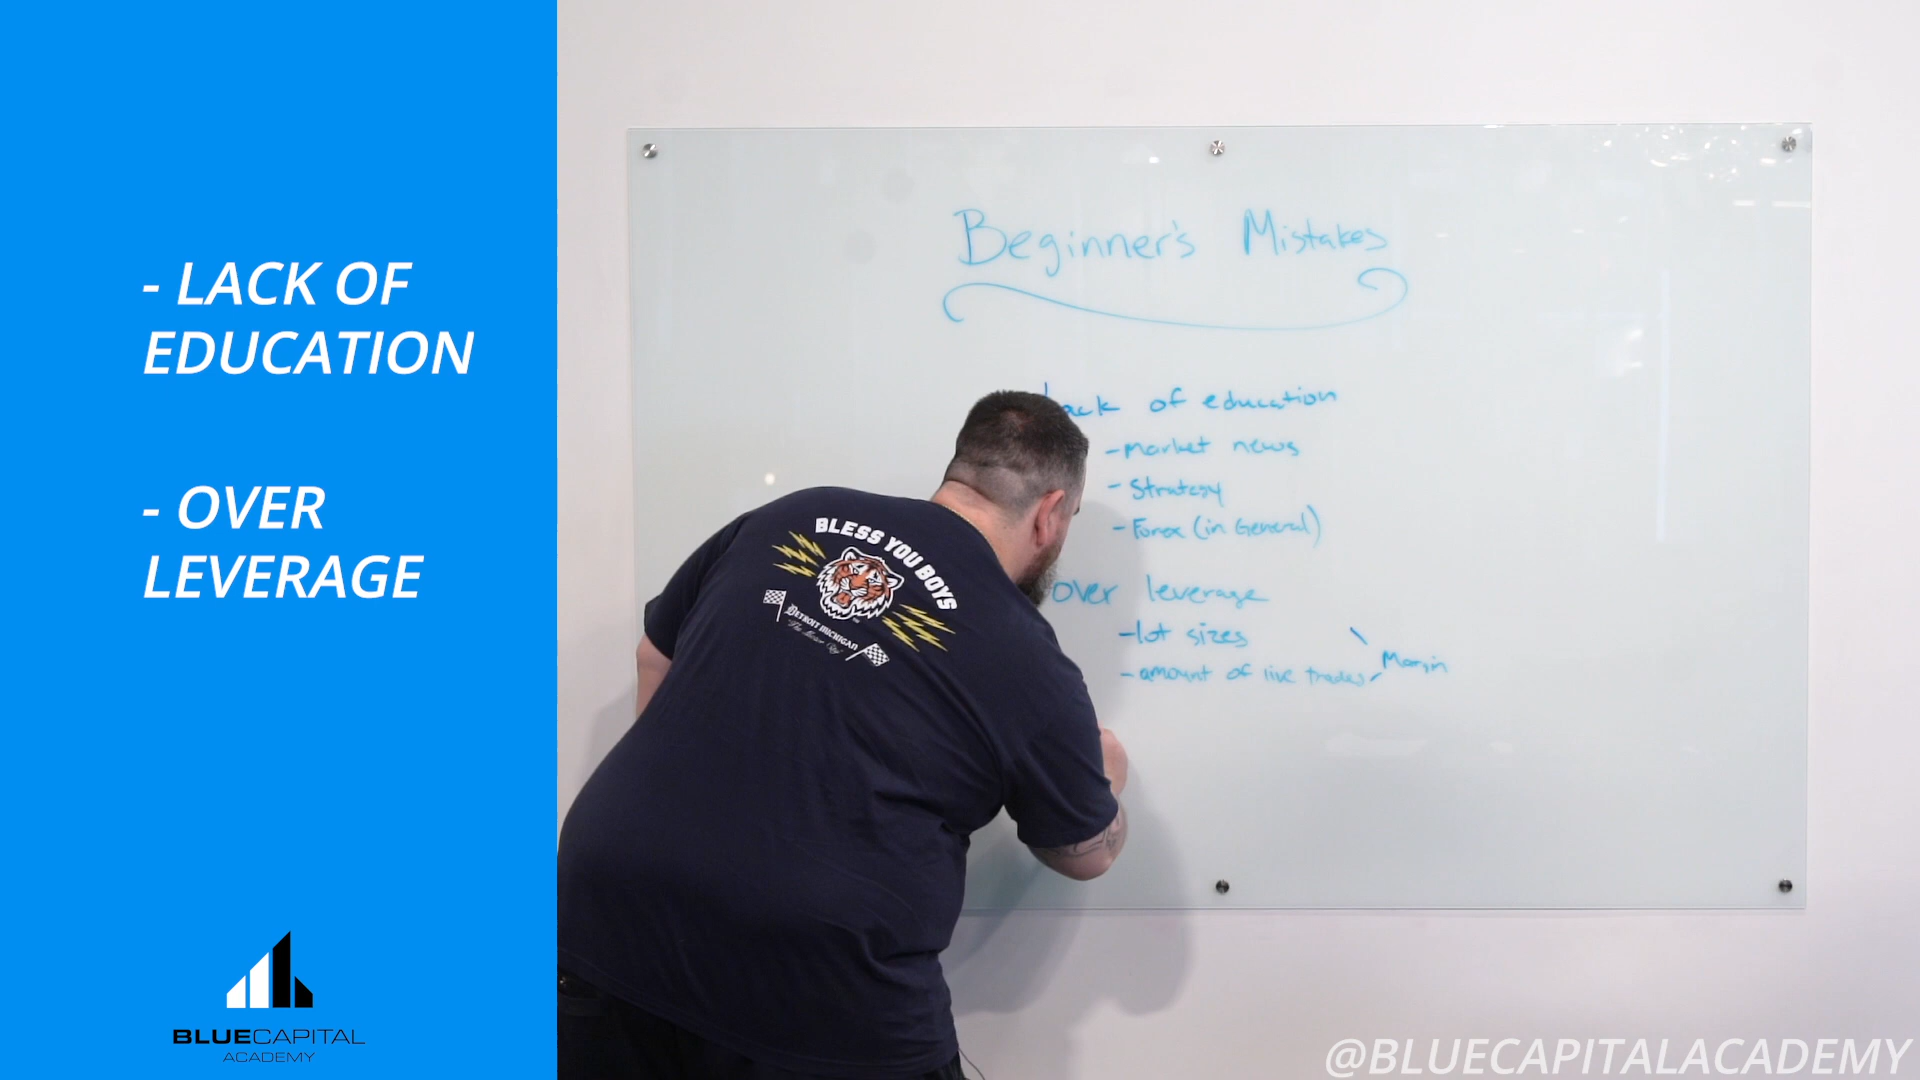 - LACK OF
EDUCATION
- OVER
LEVERAGE
BLUECAPITAL
ACADEMY
Beginner's Mistakes
Lack of education
- market news
- Strategy
- Forex (in General)
over leverage
- lot sizes
- amount of live trades
Margin
BLESS YOU BOYS
DETROIT MICHIGAN
@BLUECAPITALACADEMY